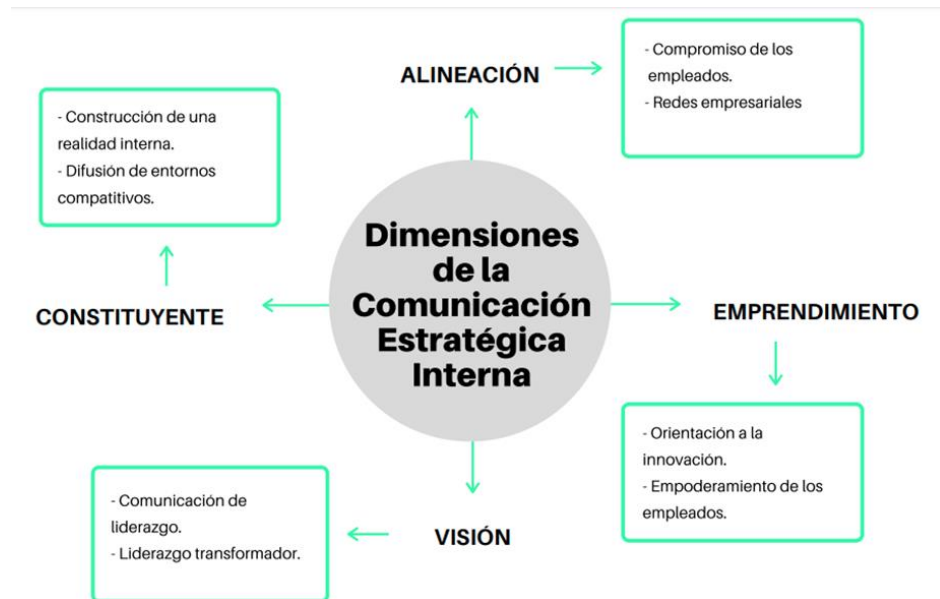 ALINEACIÓN
- Compromiso de los
empleados.
- Redes empresariales
- Construcción de una
realidad interna.
- Difusión de entornos
compatitivos.
Dimensiones
de la
Comunicación
Estratégica
Interna
CONSTITUYENTE
EMPRENDIMIENTO
- Orientación a la
innovación.
- Empoderamiento de los
empleados.
- Comunicación de
liderazgo.
- Liderazgo transformador.
VISIÓN